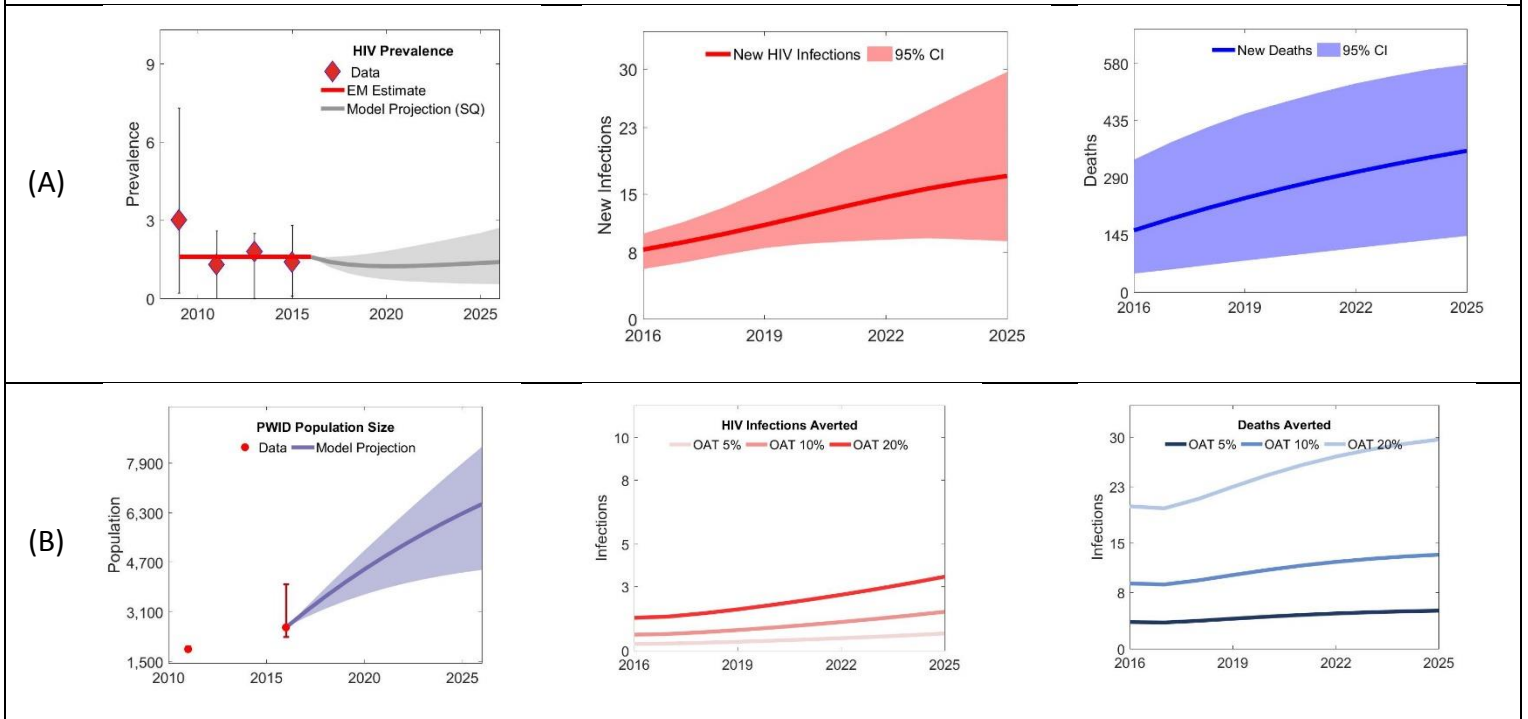 (A)
HIV Prevalence
Data
EM Estimate
Model Projection (SQ)
Prevalence
9
6
3
0
2010 2015 2020 2025
New HIV Infections 95% CI
New Infections
30
23
15
8
0
2016 2019 2022 2025
New Deaths 95% CI
Deaths
580
435
290
145
0
2016 2019 2022 2025
(B)
PWID Population Size
Data Model Projection
Population
7,900
6,300
4,700
3,100
1,500
2010 2015 2020 2025
HIV Infections Averted
OAT 5% OAT 10% OAT 20%
Infections
10
8
5
3
0
2016 2019 2022 2025
Deaths Averted
OAT 5% OAT 10% OAT 20%
Infections
30
23
15
8
0
2016 2019 2022 2025